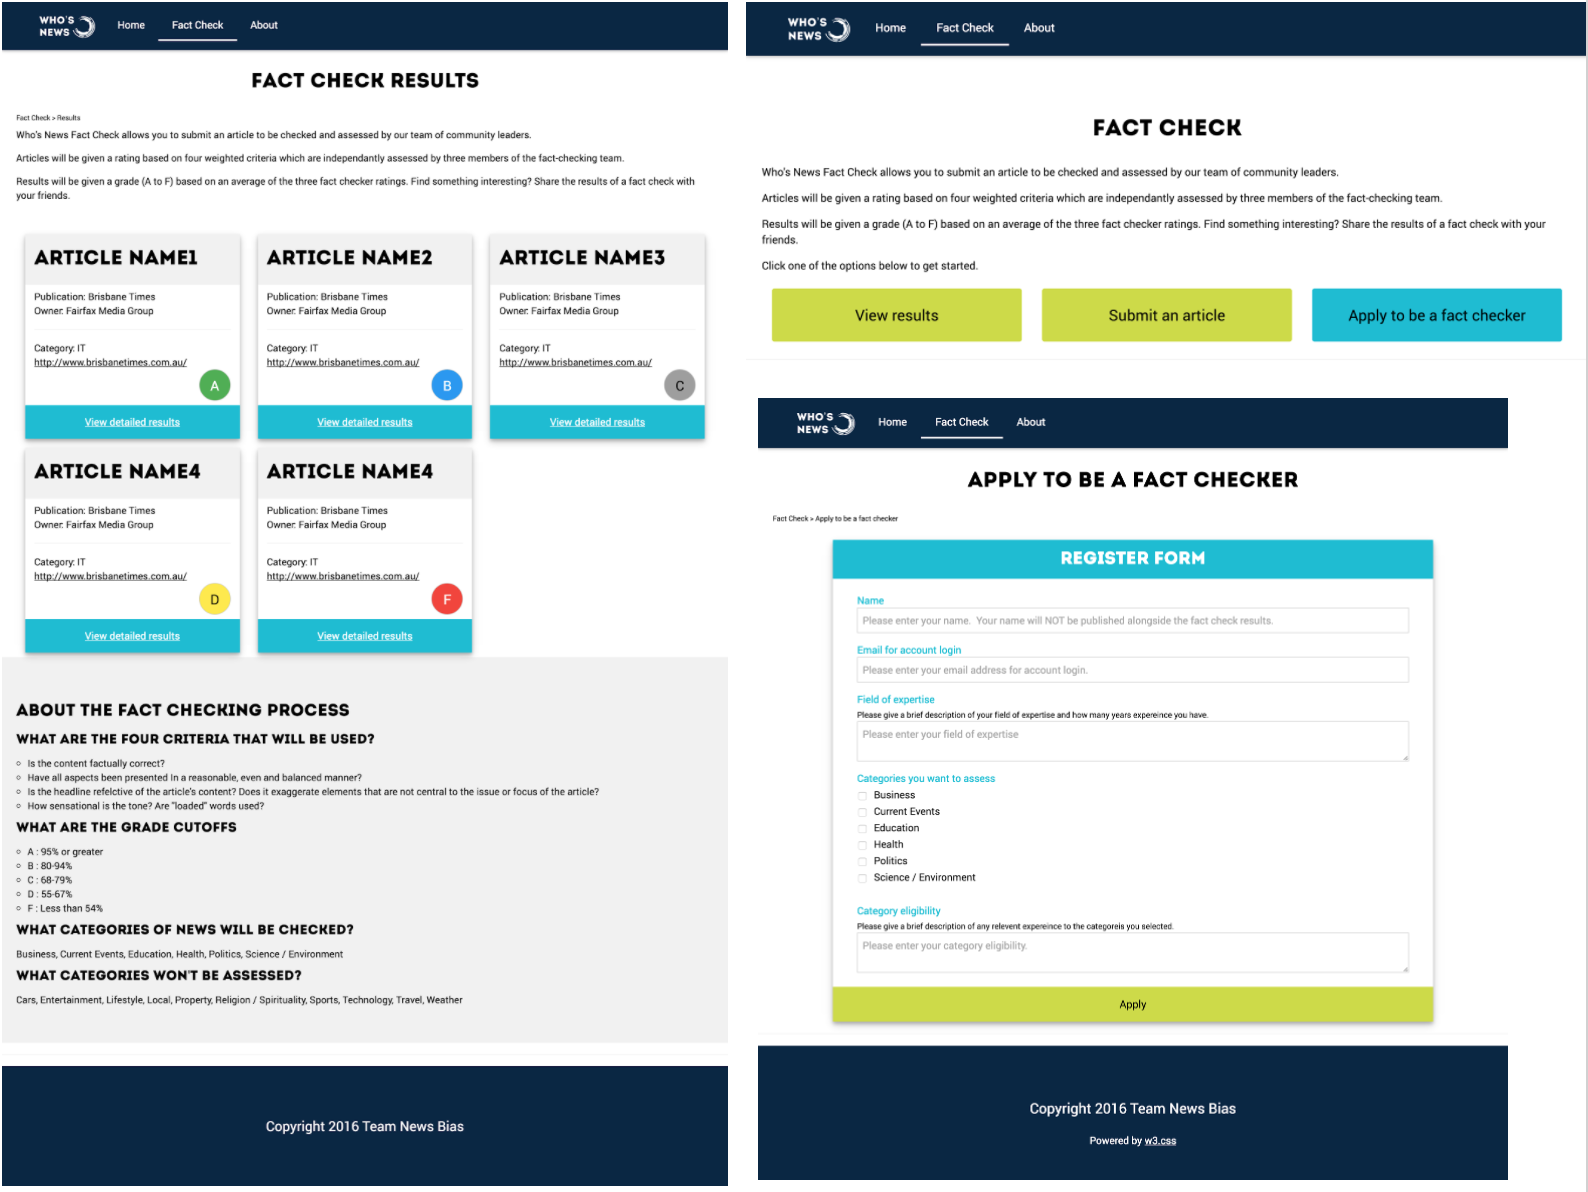 WHO'S
NEWS
Home
Fact Check
About
FACT CHECK RESULTS
Fact Check > Results
Who's News Fact Check allows you to submit an article to be checked and assessed by our team of community leaders.
Articles will be given a rating based on four weighted criteria which are independantly assessed by three members of the fact-checking team.
Results will be given a grade (A to F) based on an average of the three fact checker ratings. Find something interesting? Share the results of a fact check with
your friends.
ARTICLE NAME1
Publication: Brisbane Times
Owner: Fairfax Media Group
Category: IT
http://www.brisbanetimes.com.au/
A
View detailed results
ARTICLE NAME2
Publication: Brisbane Times
Owner: Fairfax Media Group
Category: IT
http://www.brisbanetimes.com.au/
B
View detailed results
ARTICLE NAME3
Publication: Brisbane Times
Owner: Fairfax Media Group
Category: IT
http://www.brisbanetimes.com.au/
C
View detailed results
ARTICLE NAME4
Publication: Brisbane Times
Owner: Fairfax Media Group
Category: IT
http://www.brisbanetimes.com.au/
D
View detailed results
ARTICLE NAME4
Publication: Brisbane Times
Owner: Fairfax Media Group
Category: IT
http://www.brisbanetimes.com.au/
F
View detailed results
ABOUT THE FACT CHECKING PROCESS
WHAT ARE THE FOUR CRITERIA THAT WILL BE USED?
Is the content factually correct?
Have all aspects been presented In a reasonable, even and balanced manner?
Is the headline refelctive of the article's content? Does it exaggerate elements that are not central to the issue or focus of the article?
How sensational is the tone? Are "loaded" words used?
WHAT ARE THE GRADE CUTOFFS
A : 95% or greater
B : 80-94%
C : 68-79%
D : 55-67%
F : Less than 54%
WHAT CATEGORIES OF NEWS WILL BE CHECKED?
Business, Current Events, Education, Health, Politics, Science / Environment
WHAT CATEGORIES WON'T BE ASSESSED?
Cars, Entertainment, Lifestyle, Local, Property, Religion / Spirituality, Sports, Technology, Travel, Weather
Copyright 2016 Team News Bias
WHO'S
NEWS
Home
Fact Check
About
FACT CHECK
Who's News Fact Check allows you to submit an article to be checked and assessed by our team of community leaders.
Articles will be given a rating based on four weighted criteria which are independantly assessed by three members of the fact-checking team.
Results will be given a grade (A to F) based on an average of the three fact checker ratings. Find something interesting? Share the results of a fact check with your
friends.
Click one of the options below to get started.
View results
Submit an article
Apply to be a fact checker
WHO'S
NEWS
Home
Fact Check
About
APPLY TO BE A FACT CHECKER
Fact Check > Apply to be a fact checker
REGISTER FORM
Name
Please enter your name. Your name will NOT be published alongside the fact check results.
Email for account login
Please enter your email address for account login.
Field of expertise
Please give a brief description of your field of expertise and how many years expereince you have.
Please enter your field of expertise
Categories you want to assess
Business
Current Events
Education
Health
Politics
Science / Environment
Category eligibility
Please give a brief description of any relevent expereince to the categoreis you selected.
Please enter your category eligibility.
Apply
Copyright 2016 Team News Bias
Powered by w3.css